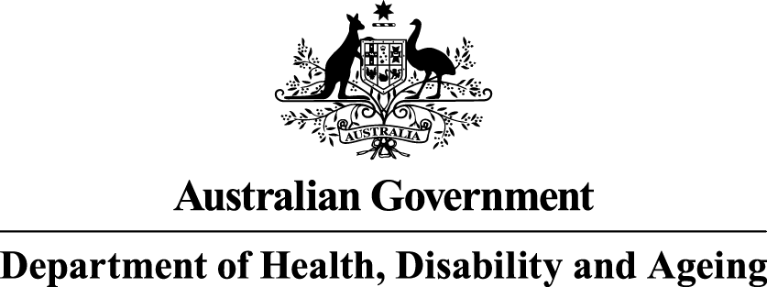 AUSTRALIA
Australian Government
Department of Health, Disability and Ageing